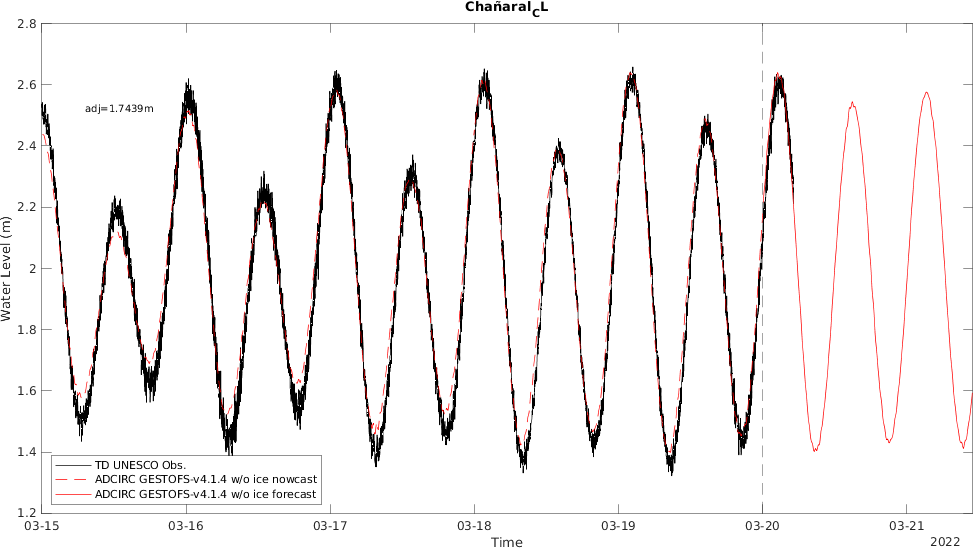 Chañaral_CL
2.8
2.6
adj=1.7439m
2.4
2.2
Water Level (m)
2
1.8
1.6
1.4
TD UNESCO Obs.
ADCIRC GESTOFS-v4.1.4 w/o ice nowcast
ADCIRC GESTOFS-v4.1.4 w/o ice forecast
1.2
03-15 03-16 03-17 03-18 03-19 03-20 03-21
Time
2022